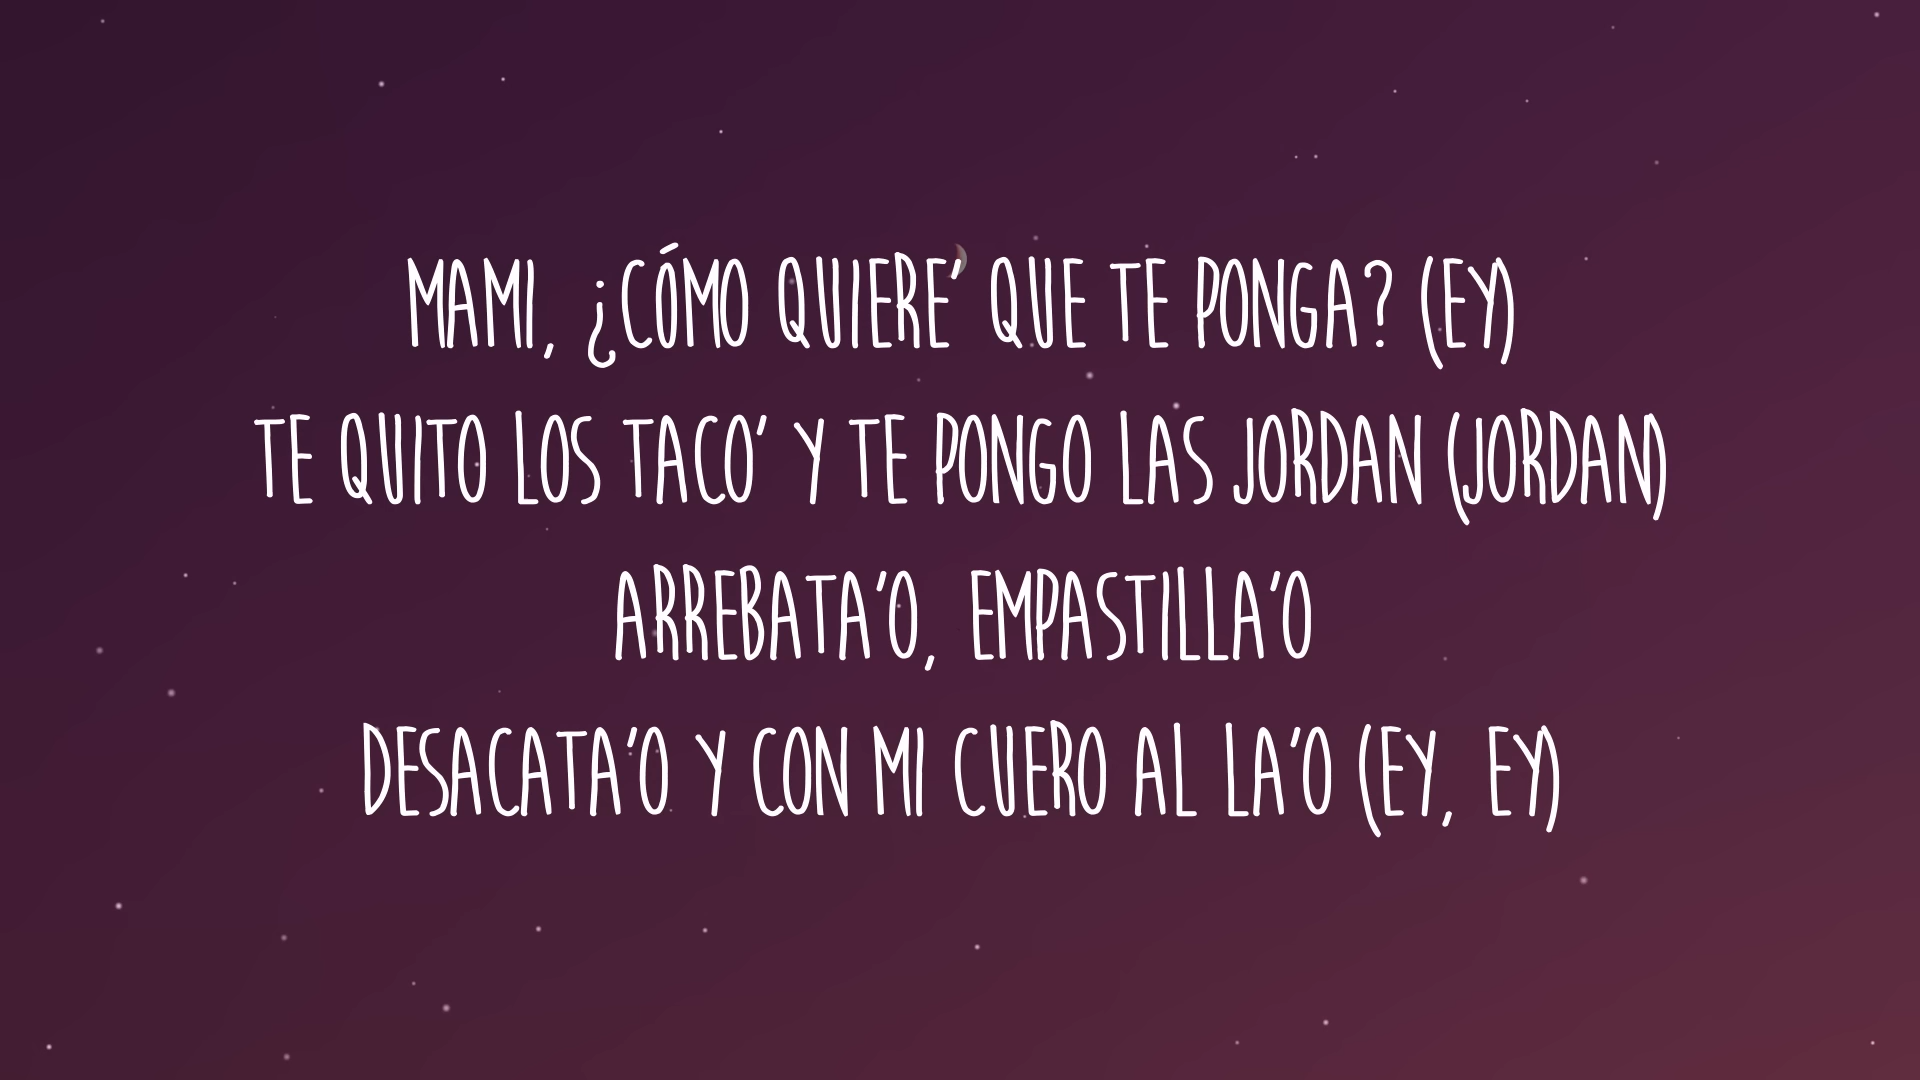 MAMI, ¿CÓMO QUIERE' QUE TE PONGA? (EY)
TE QUITO LOS TACO' Y TE PONGO LAS JORDAN (JORDAN)
ARREBATA'O, EMPASTILLA'O
DESACATA'O Y CON MI CUERO AL LA'O (EY, EY)